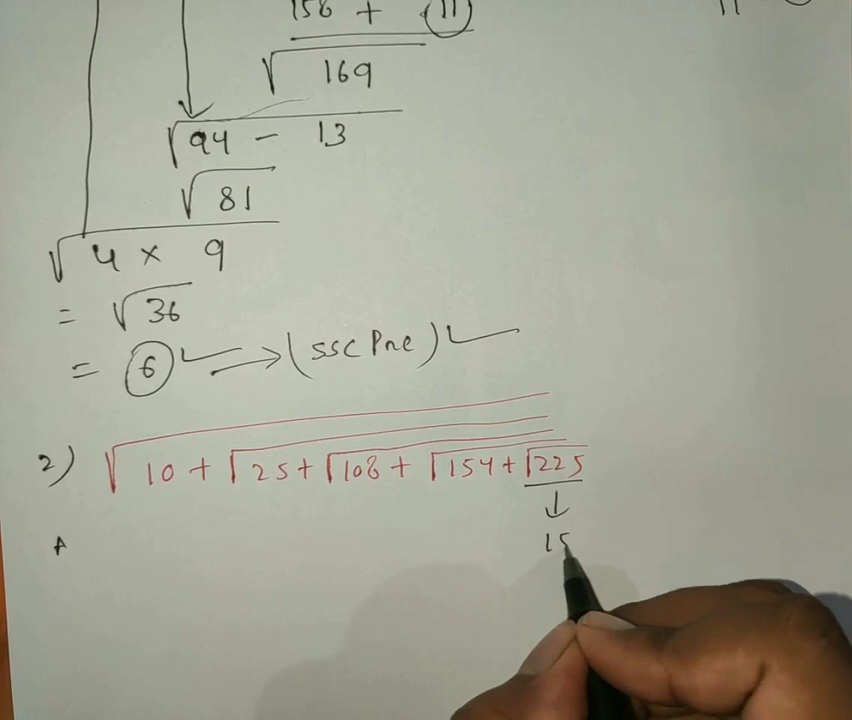 156 + 11
√169
√94 - 13
√81
√4 × 9
= √36
= 6 → (SSC Pre)
2) √10 + √25 + √108 + √154 + √225
A
15